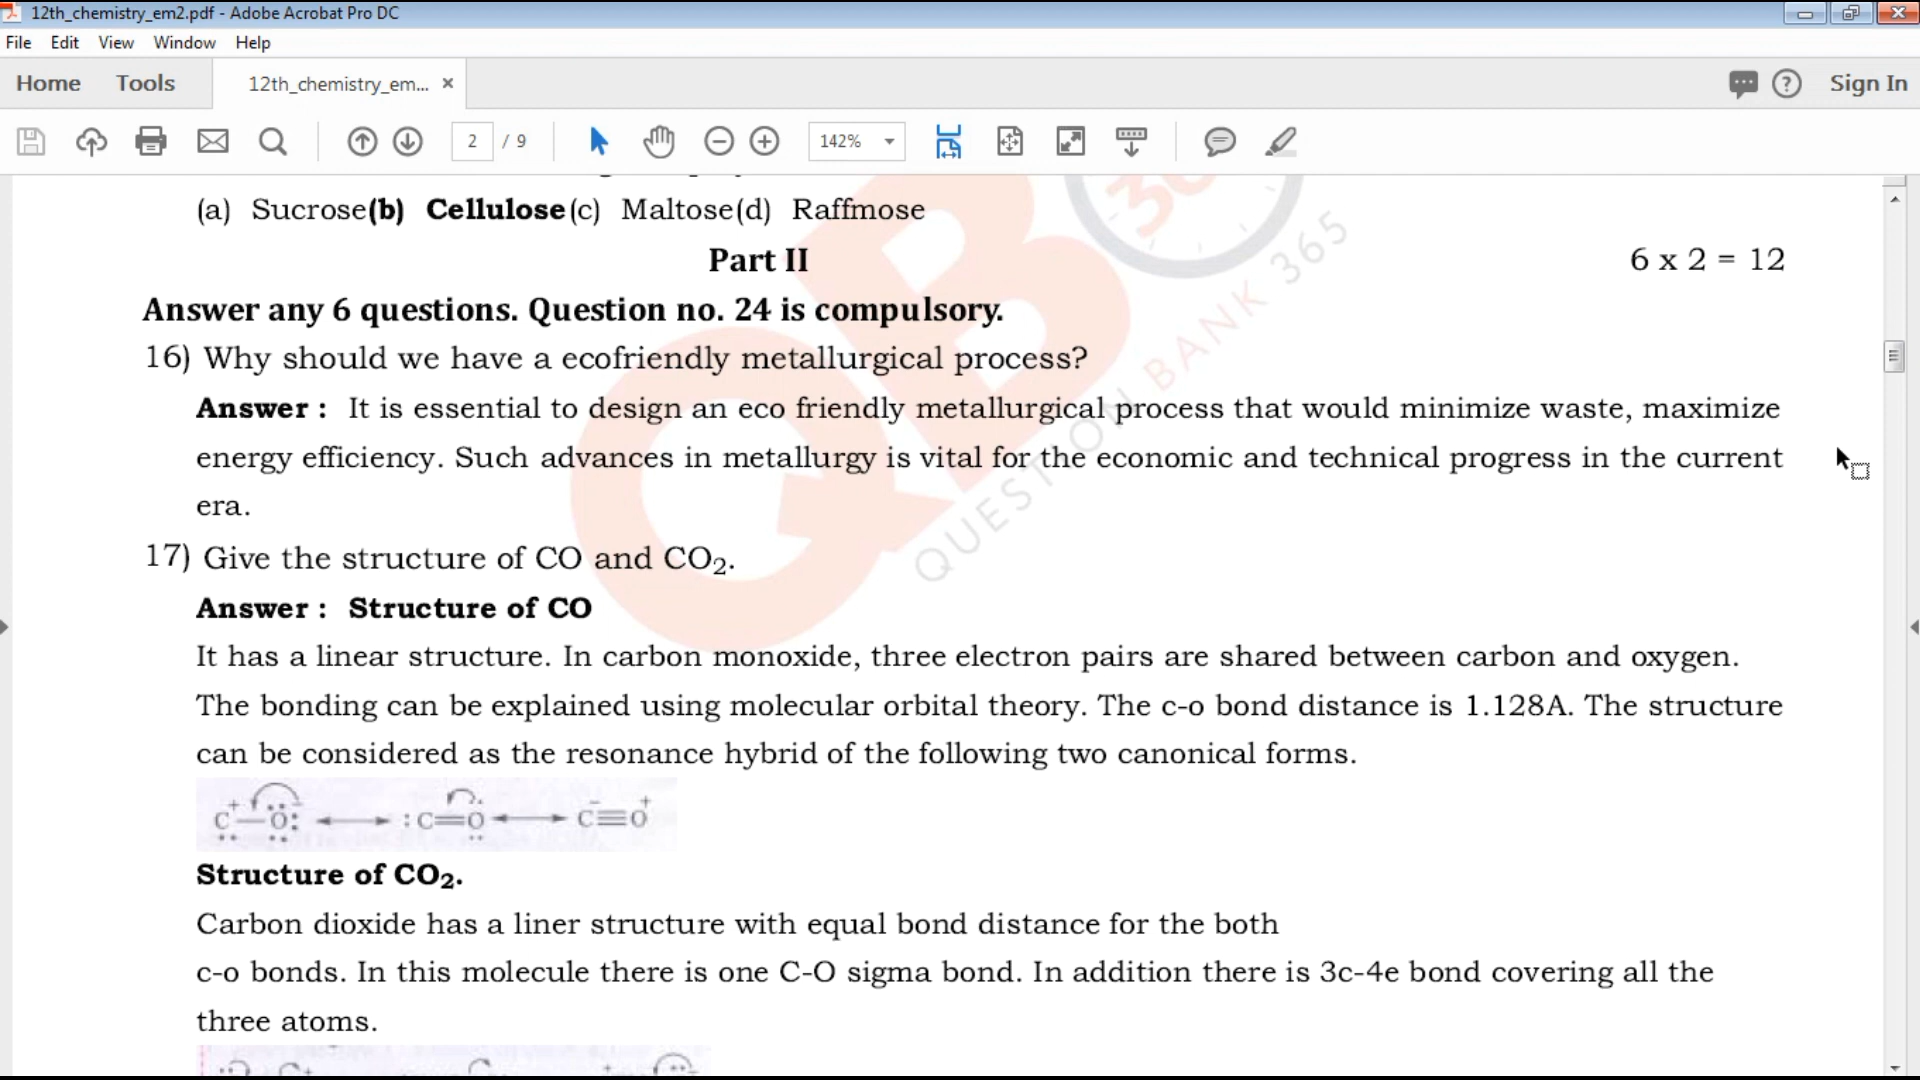 12th_chemistry_em2.pdf - Adobe Acrobat Pro DC
File Edit View Window Help
Home Tools 12th_chemistry_em... × Sign In
2 / 9 142%
(a) Sucrose(b) Cellulose(c) Maltose(d) Raffmose
Part II 6 x 2 = 12
Answer any 6 questions. Question no. 24 is compulsory.
16) Why should we have a ecofriendly metallurgical process?
Answer : It is essential to design an eco friendly metallurgical process that would minimize waste, maximize
energy efficiency. Such advances in metallurgy is vital for the economic and technical progress in the current
era.
17) Give the structure of CO and CO₂.
Answer : Structure of CO
It has a linear structure. In carbon monoxide, three electron pairs are shared between carbon and oxygen.
The bonding can be explained using molecular orbital theory. The c-o bond distance is 1.128A. The structure
can be considered as the resonance hybrid of the following two canonical forms.
C⁺—O:⁻ ⟷ :C=O ⟷ C⁻≡O⁺
Structure of CO₂.
Carbon dioxide has a liner structure with equal bond distance for the both
c-o bonds. In this molecule there is one C-O sigma bond. In addition there is 3c-4e bond covering all the
three atoms.
QB
QUESTION BANK 365